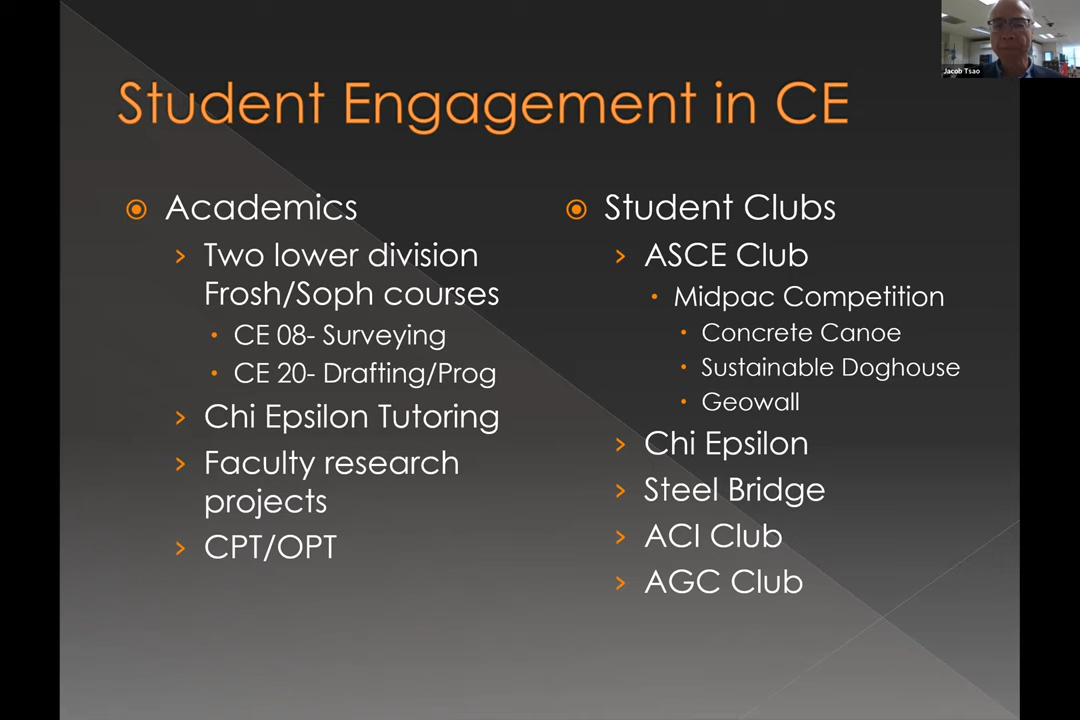 Jacob Tsao
Student Engagement in CE
Academics
Two lower division
Frosh/Soph courses
CE 08- Surveying
CE 20- Drafting/Prog
Chi Epsilon Tutoring
Faculty research
projects
CPT/OPT
Student Clubs
ASCE Club
Midpac Competition
Concrete Canoe
Sustainable Doghouse
Geowall
Chi Epsilon
Steel Bridge
ACI Club
AGC Club